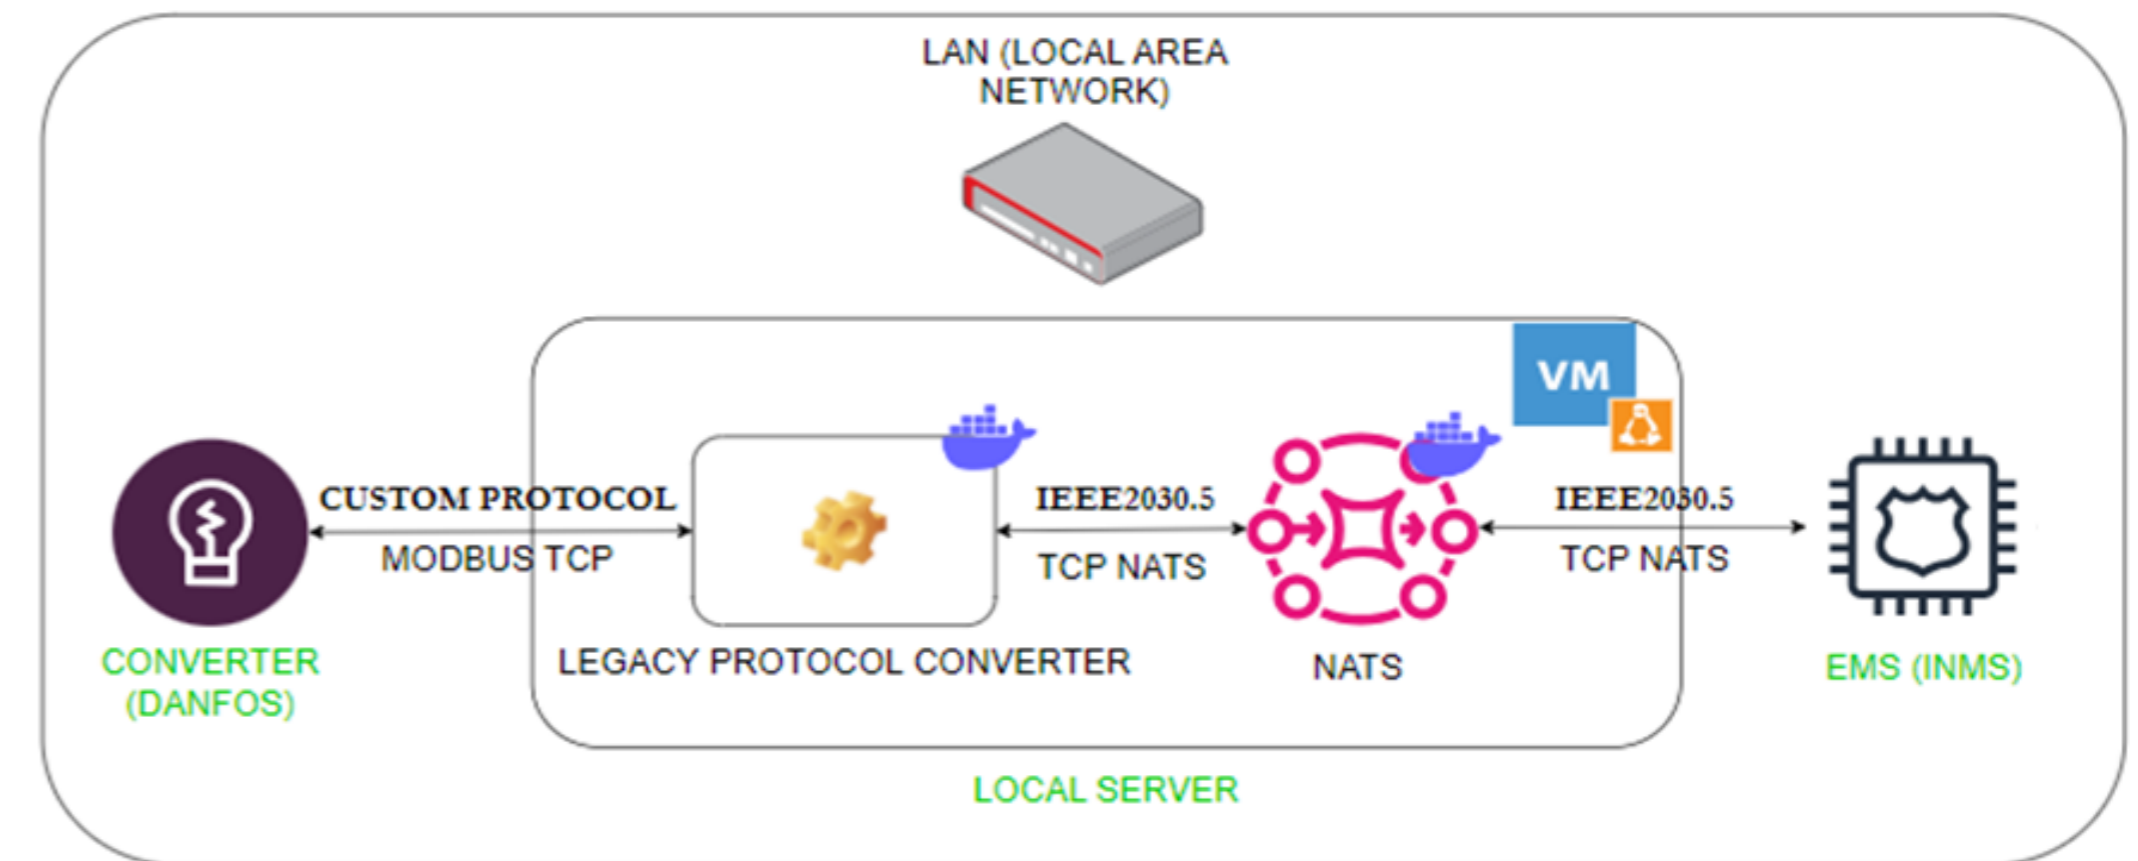 LAN (LOCAL AREA
NETWORK)
VM
CUSTOM PROTOCOL
MODBUS TCP
IEEE2030.5
TCP NATS
IEEE2030.5
TCP NATS
CONVERTER
(DANFOS)
LEGACY PROTOCOL CONVERTER
NATS
EMS (INMS)
LOCAL SERVER